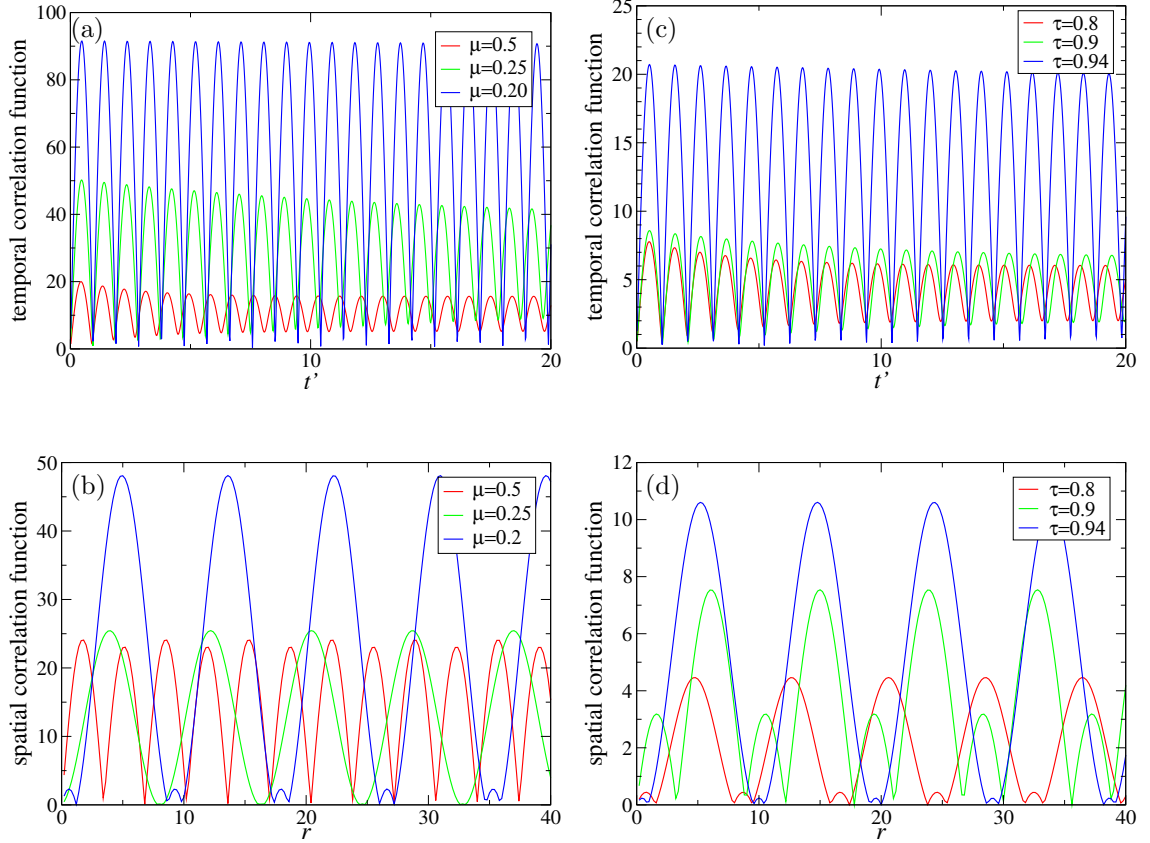 (a)
temporal correlation function
100
80
60
40
20
0
0
10
20
t’
μ=0.5
μ=0.25
μ=0.20
(c)
temporal correlation function
25
20
15
10
5
0
0
10
20
t’
τ=0.8
τ=0.9
τ=0.94
(b)
spatial correlation function
50
40
30
20
10
0
0
10
20
30
40
r
μ=0.5
μ=0.25
μ=0.2
(d)
spatial correlation function
12
10
8
6
4
2
0
0
10
20
30
40
r
τ=0.8
τ=0.9
τ=0.94